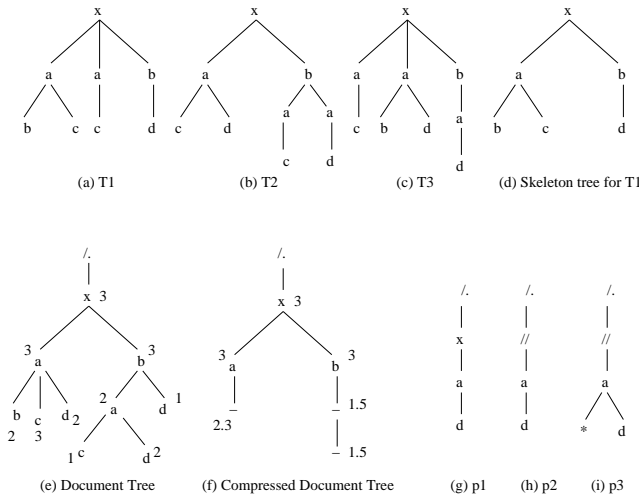 x x x x
a a b a b a a b a b
b c c d c d a a c b d a b c d
c d d
(a) T1 (b) T2 (c) T3 (d) Skeleton tree for T1
/. /.
x 3 x 3 /. /. /.
3 a b 3 3 a b 3 x // //
b c d 2 2 a d 1 – – 1.5 a a a
2 3 2.3
1 c d 2 – 1.5 d d * d
(e) Document Tree (f) Compressed Document Tree (g) p1 (h) p2 (i) p3